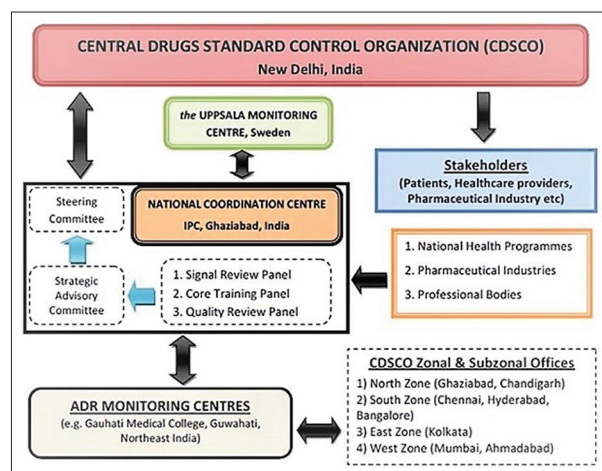 CENTRAL DRUGS STANDARD CONTROL ORGANIZATION (CDSCO)
New Delhi, India
the UPPSALA MONITORING
CENTRE, Sweden
Stakeholders
(Patients, Healthcare providers,
Pharmaceutical Industry etc)
Steering
Committee
NATIONAL COORDINATION CENTRE
IPC, Ghaziabad, India
1. National Health Programmes
2. Pharmaceutical Industries
3. Professional Bodies
Strategic
Advisory
Committee
1. Signal Review Panel
2. Core Training Panel
3. Quality Review Panel
CDSCO Zonal & Subzonal Offices
1) North Zone (Ghaziabad, Chandigarh)
2) South Zone (Chennai, Hyderabad,
Bangalore)
3) East Zone (Kolkata)
4) West Zone (Mumbai, Ahmadabad)
ADR MONITORING CENTRES
(e.g. Gauhati Medical College, Guwahati,
Northeast India)